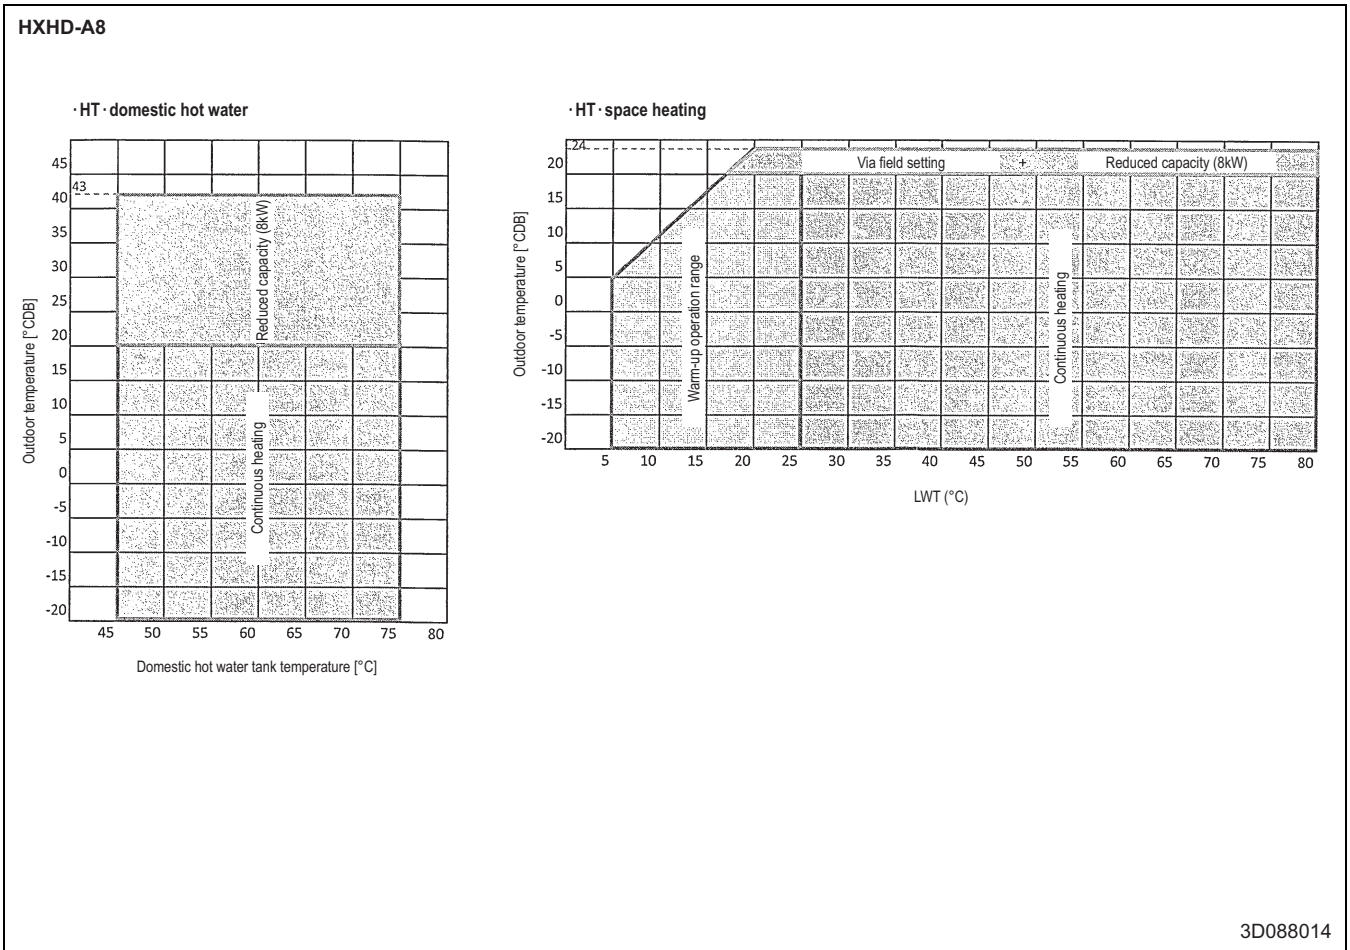 HXHD-A8
·HT·domestic hot water
45
43
40
35
30
25
20
15
10
5
0
-5
-10
-15
-20
Outdoor temperature [°CDB]
Reduced capacity (8kW)
Continuous heating
45 50 55 60 65 70 75 80
Domestic hot water tank temperature [°C]
·HT·space heating
24
20
15
10
5
0
-5
-10
-15
-20
Outdoor temperature [°CDB]
Via field setting + Reduced capacity (8kW)
Warm-up operation range
Continuous heating
5 10 15 20 25 30 35 40 45 50 55 60 65 70 75 80
LWT (°C)
3D088014